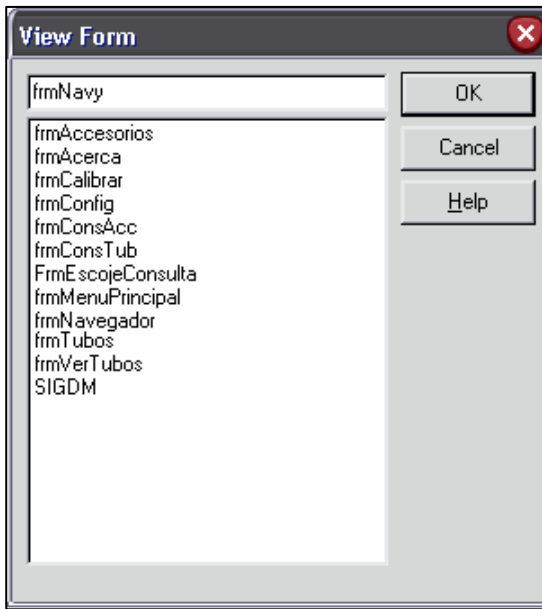 View Form
frmNavy
OK
frmAccesorios
frmAcerca
Cancel
frmCalibrar
frmConfig
Help
frmConsAcc
frmConsTub
FrmEscojeConsulta
frmMenuPrincipal
frmNavegador
frmTubos
frmVerTubos
SIGDM